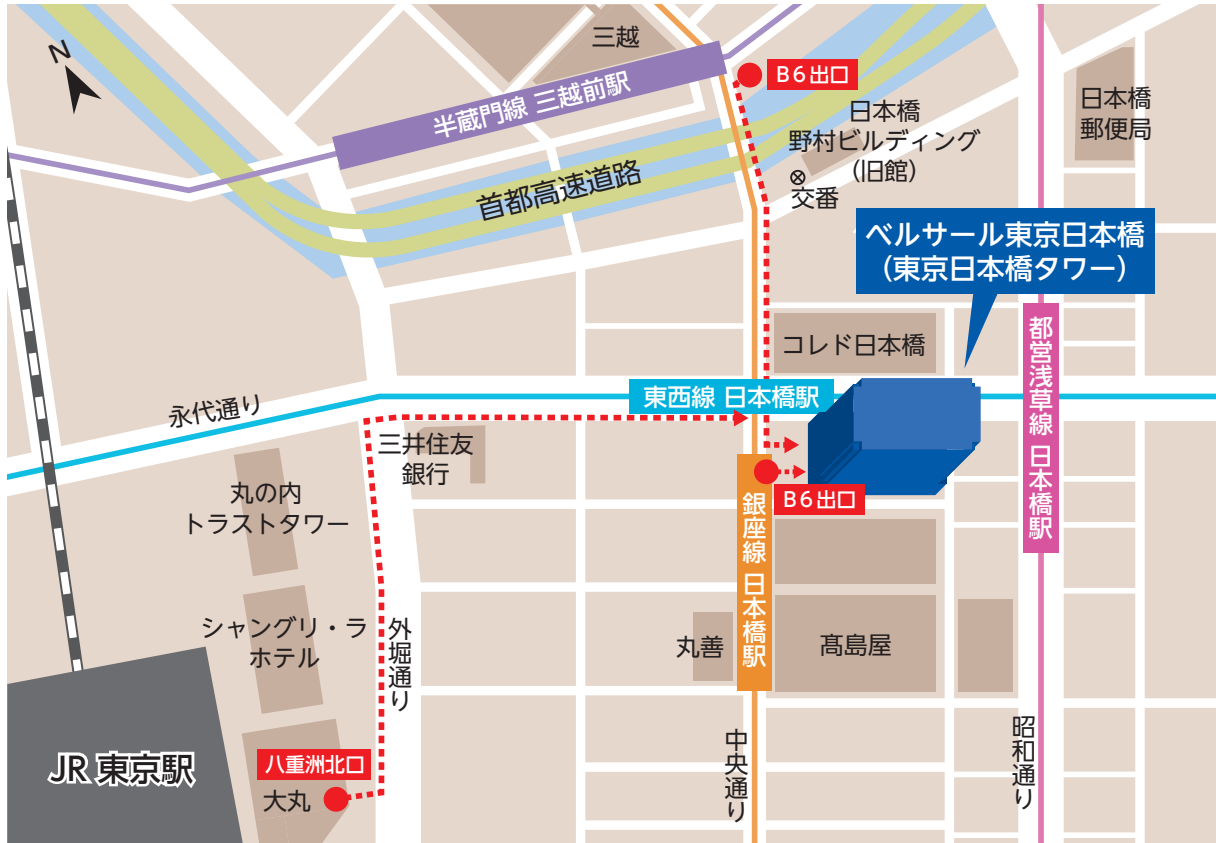 N
三越
半蔵門線 三越前駅
B6出口
日本橋
野村ビルディング
（旧館）
交番
日本橋
郵便局
首都高速道路
ベルサール東京日本橋
（東京日本橋タワー）
コレド日本橋
都営浅草線 日本橋駅
東西線 日本橋駅
永代通り
三井住友
銀行
丸の内
トラストタワー
B6出口
銀座線 日本橋駅
シャングリ・ラ
ホテル
外堀通り
丸善
髙島屋
JR 東京駅
八重洲北口
大丸
中央通り
昭和通り